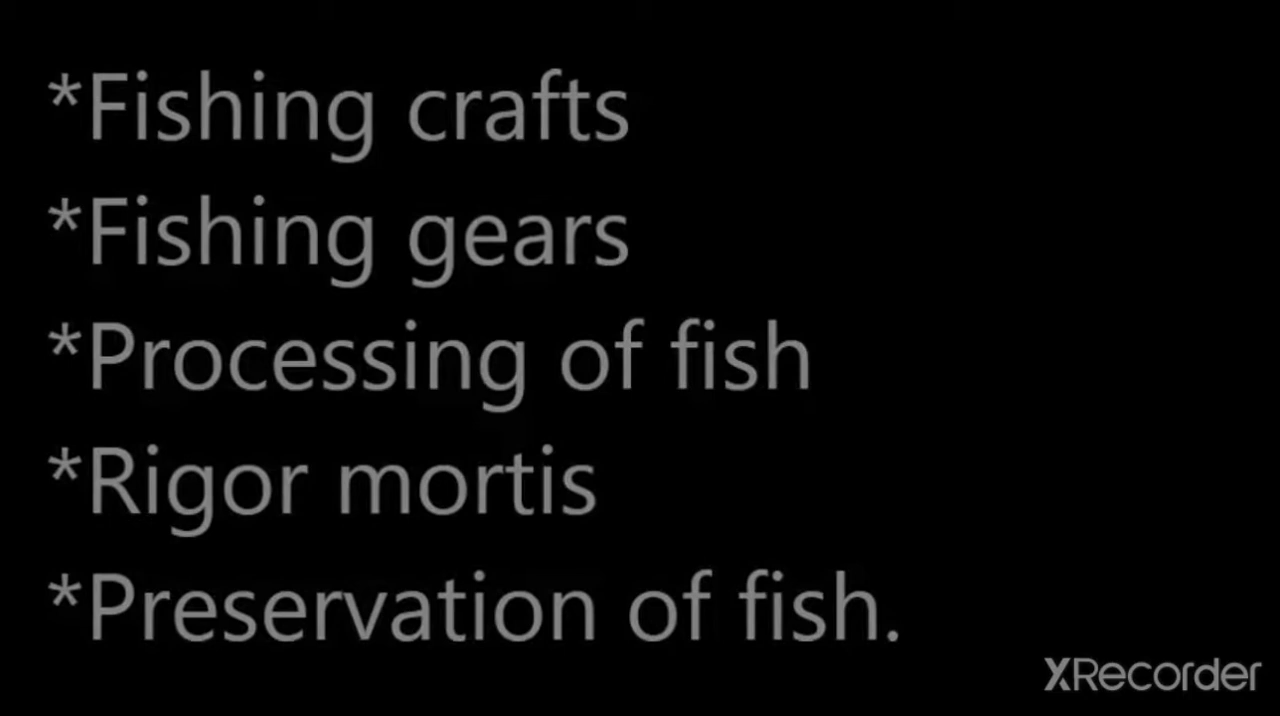 *Fishing crafts
*Fishing gears
*Processing of fish
*Rigor mortis
*Preservation of fish.
XRecorder